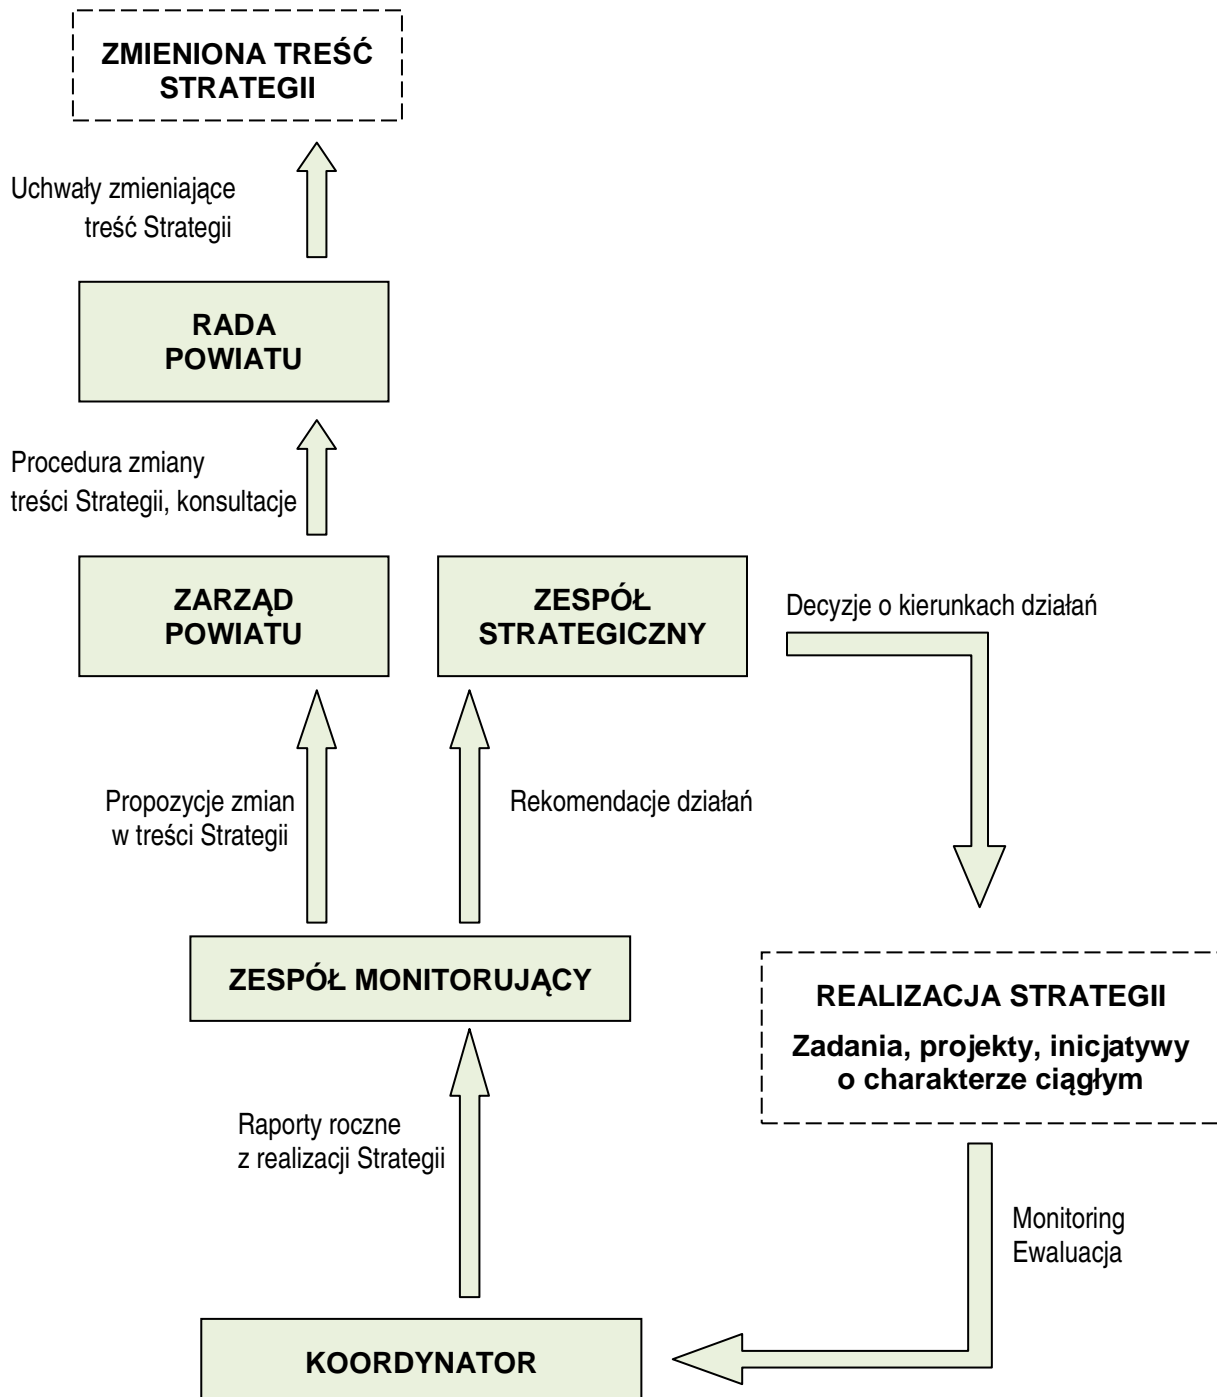 ZMIENIONA TREŚĆ
STRATEGII
Uchwały zmieniające
treść Strategii
RADA
POWIATU
Procedura zmiany
treści Strategii, konsultacje
ZARZĄD
POWIATU
ZESPÓŁ
STRATEGICZNY
Decyzje o kierunkach działań
Propozycje zmian
w treści Strategii
Rekomendacje działań
ZESPÓŁ MONITORUJĄCY
REALIZACJA STRATEGII
Zadania, projekty, inicjatywy
o charakterze ciągłym
Raporty roczne
z realizacji Strategii
Monitoring
Ewaluacja
KOORDYNATOR